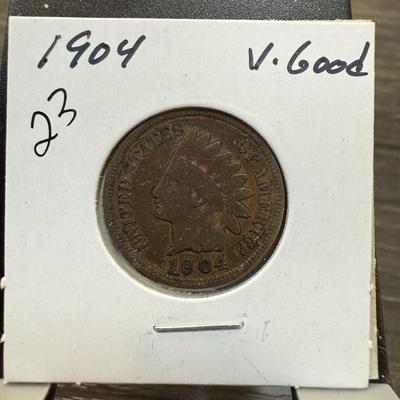 1904 V. Good
23
UNITED STATES OF AMERICA
1904